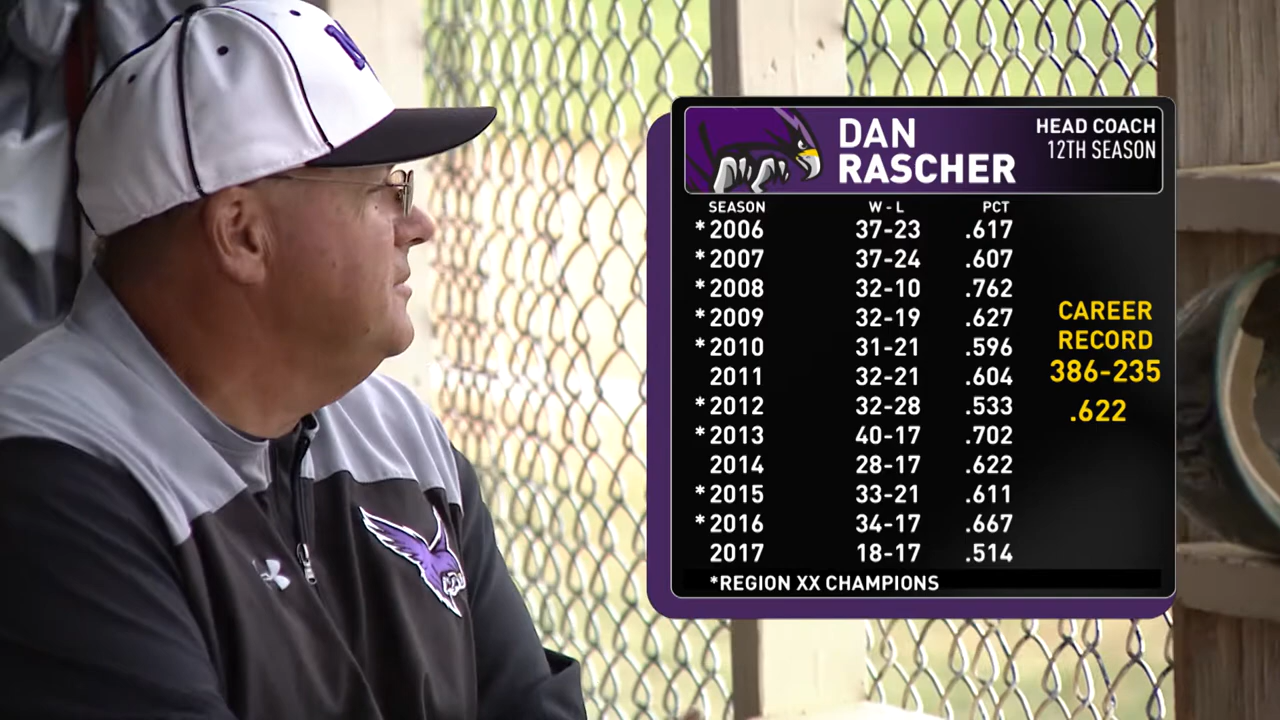 DAN
RASCHER
HEAD COACH
12TH SEASON
SEASON W - L PCT
* 2006 37-23 .617
* 2007 37-24 .607
* 2008 32-10 .762
* 2009 32-19 .627
* 2010 31-21 .596
2011 32-21 .604
* 2012 32-28 .533
* 2013 40-17 .702
2014 28-17 .622
* 2015 33-21 .611
* 2016 34-17 .667
2017 18-17 .514
*REGION XX CHAMPIONS
CAREER
RECORD
386-235
.622